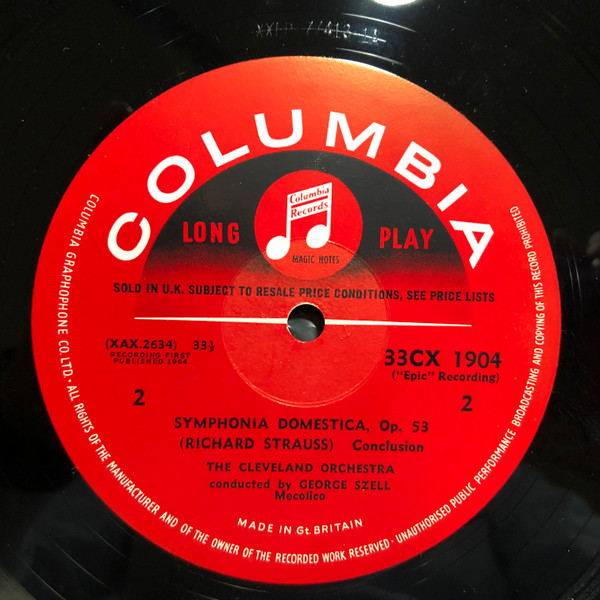 COLUMBIA
LONG PLAY
Columbia
Records
MAGIC NOTES
SOLD IN U.K. SUBJECT TO RESALE PRICE CONDITIONS, SEE PRICE LISTS
(XAX.2634) 33⅓
RECORDING FIRST
PUBLISHED 1964
33CX 1904
("Epic" Recording)
2
2
SYMPHONIA DOMESTICA, Op. 53
(RICHARD STRAUSS) Conclusion
THE CLEVELAND ORCHESTRA
conducted by GEORGE SZELL
Mecolico
MADE IN Gt. BRITAIN
COLUMBIA GRAPHOPHONE CO. LTD. · ALL RIGHTS OF THE MANUFACTURER AND OF THE OWNER OF THE RECORDED WORK RESERVED · UNAUTHORISED PUBLIC PERFORMANCE BROADCASTING AND COPYING OF THIS RECORD PROHIBITED